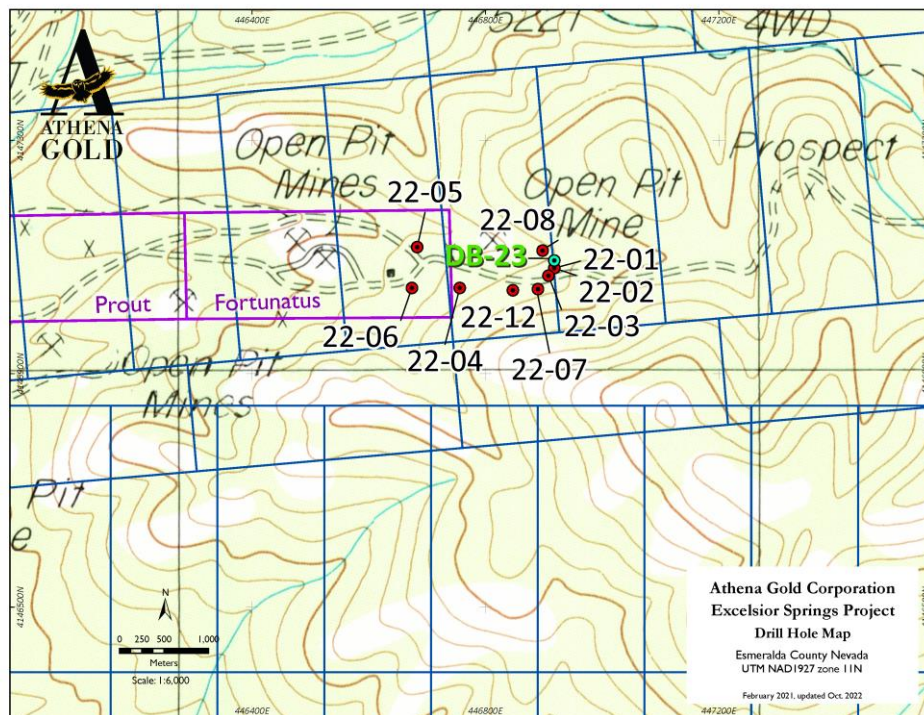 446400E
446800E
447200E
15221
4WD
T
ATHENA
GOLD
4147800N
Open Pit
Mines
Prospect
Open Pit
Mine
22-05
22-08
DB-23
22-01
22-02
22-03
22-12
22-07
22-04
22-06
Prout
Fortunatus
Open Pit
Mines
Pit
e
4146500N
N
0 250 500 1,000
Meters
Scale: 1:6,000
Athena Gold Corporation
Excelsior Springs Project
Drill Hole Map
Esmeralda County Nevada
UTM NAD1927 zone 11N
February 2021, updated Oct. 2022
446400E
446800E
447200E